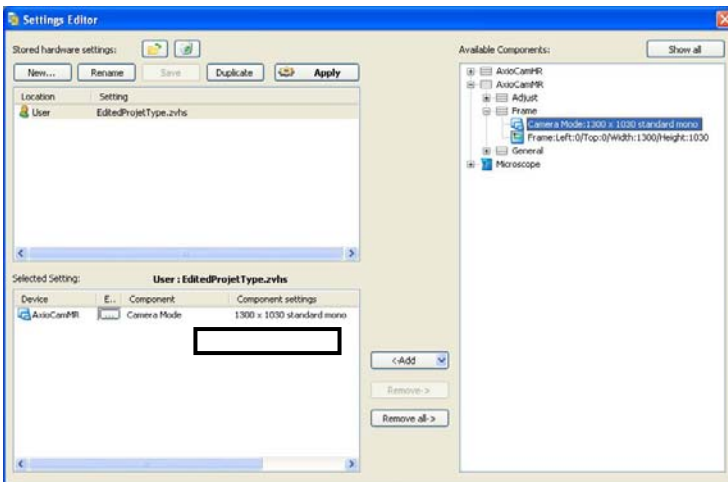 Settings Editor
Stored hardware settings:
New...
Rename
Save
Duplicate
Apply
Location Setting
User EditedProjetType.zvhs
Selected Setting: User : EditedProjetType.zvhs
Device E.. Component Component settings
AxioCamMR Camera Mode 1300 x 1030 standard mono
<-Add
Remove->
Remove all->
Available Components:
Show all
AxioCamHR
AxioCamMR
Adjust
Frame
Camera Mode:1300 x 1030 standard mono
Frame:Left:0/Top:0/Width:1300/Height:1030
General
Microscope